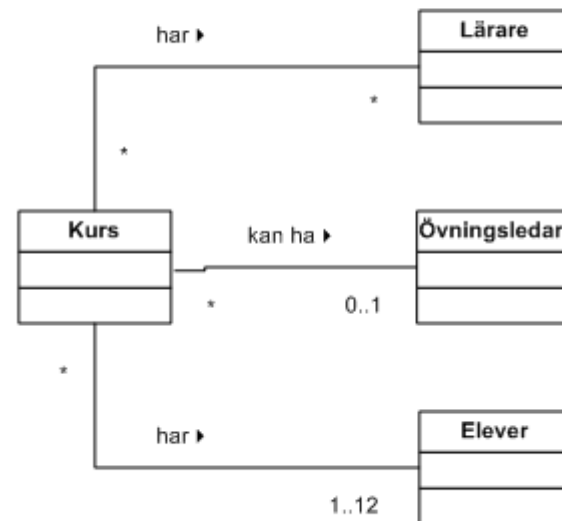 har ▸
Lärare
*
*
Kurs
kan ha ▸
Övningsledar
*
0..1
*
har ▸
Elever
1..12